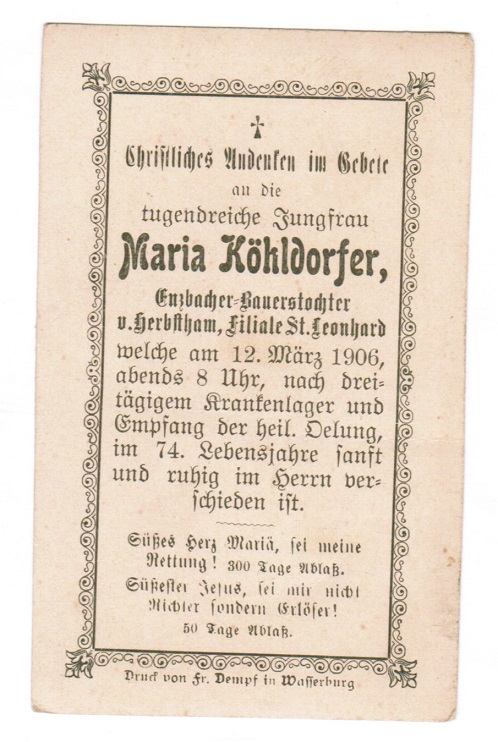 Christliches Andenken im Gebete
an die
tugendreiche Jungfrau
Maria Köhldorfer,
Enzbacher-Bauerstochter
v. Herbstham, Filiale St. Leonhard
welche am 12. März 1906,
abends 8 Uhr, nach drei-
tägigem Krankenlager und
Empfang der heil. Oelung,
im 74. Lebensjahre sanft
und ruhig im Herrn ver-
schieden ist.
Süßes Herz Mariä, sei meine
Rettung! 300 Tage Ablaß.
Süßester Jesus, sei mir nicht
Richter sondern Erlöser!
50 Tage Ablaß.
Druck von Fr. Dempf in Wasserburg